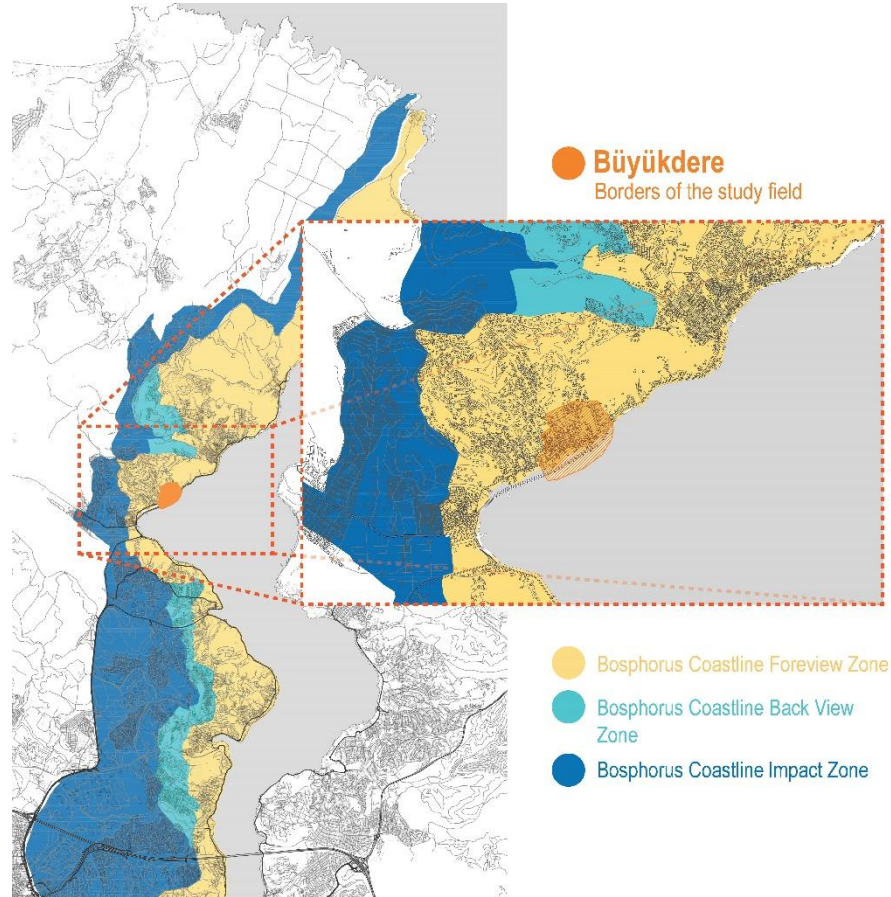 Büyükdere
Borders of the study field
Bosphorus Coastline Foreview Zone
Bosphorus Coastline Back View
Zone
Bosphorus Coastline Impact Zone